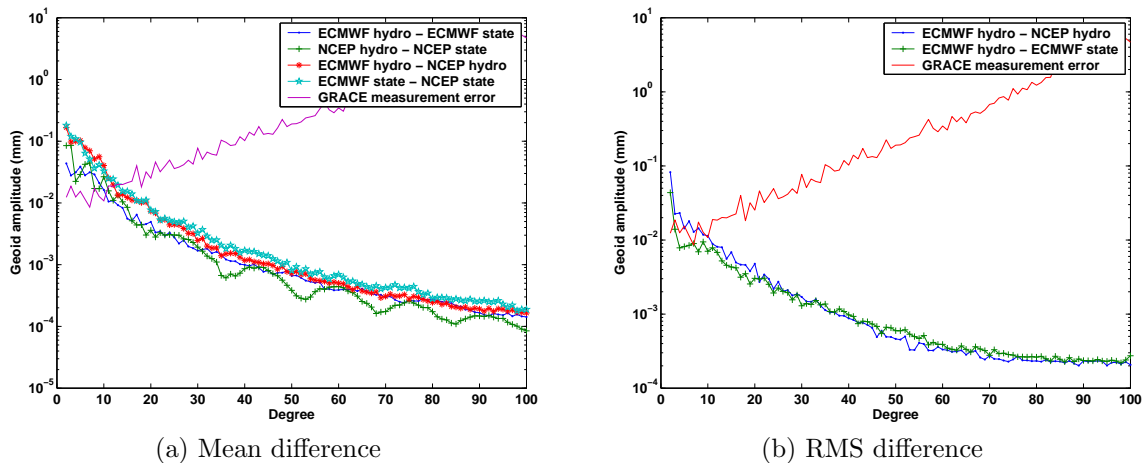 10^1
10^0
10^-1
10^-2
10^-3
10^-4
10^-5
Geoid amplitude (mm)
0 10 20 30 40 50 60 70 80 90 100
Degree
ECMWF hydro − ECMWF state
NCEP hydro − NCEP state
ECMWF hydro − NCEP hydro
ECMWF state − NCEP state
GRACE measurement error
(a) Mean difference
10^1
10^0
10^-1
10^-2
10^-3
10^-4
Geoid amplitude (mm)
0 10 20 30 40 50 60 70 80 90 100
Degree
ECMWF hydro − NCEP hydro
ECMWF hydro − ECMWF state
GRACE measurement error
(b) RMS difference